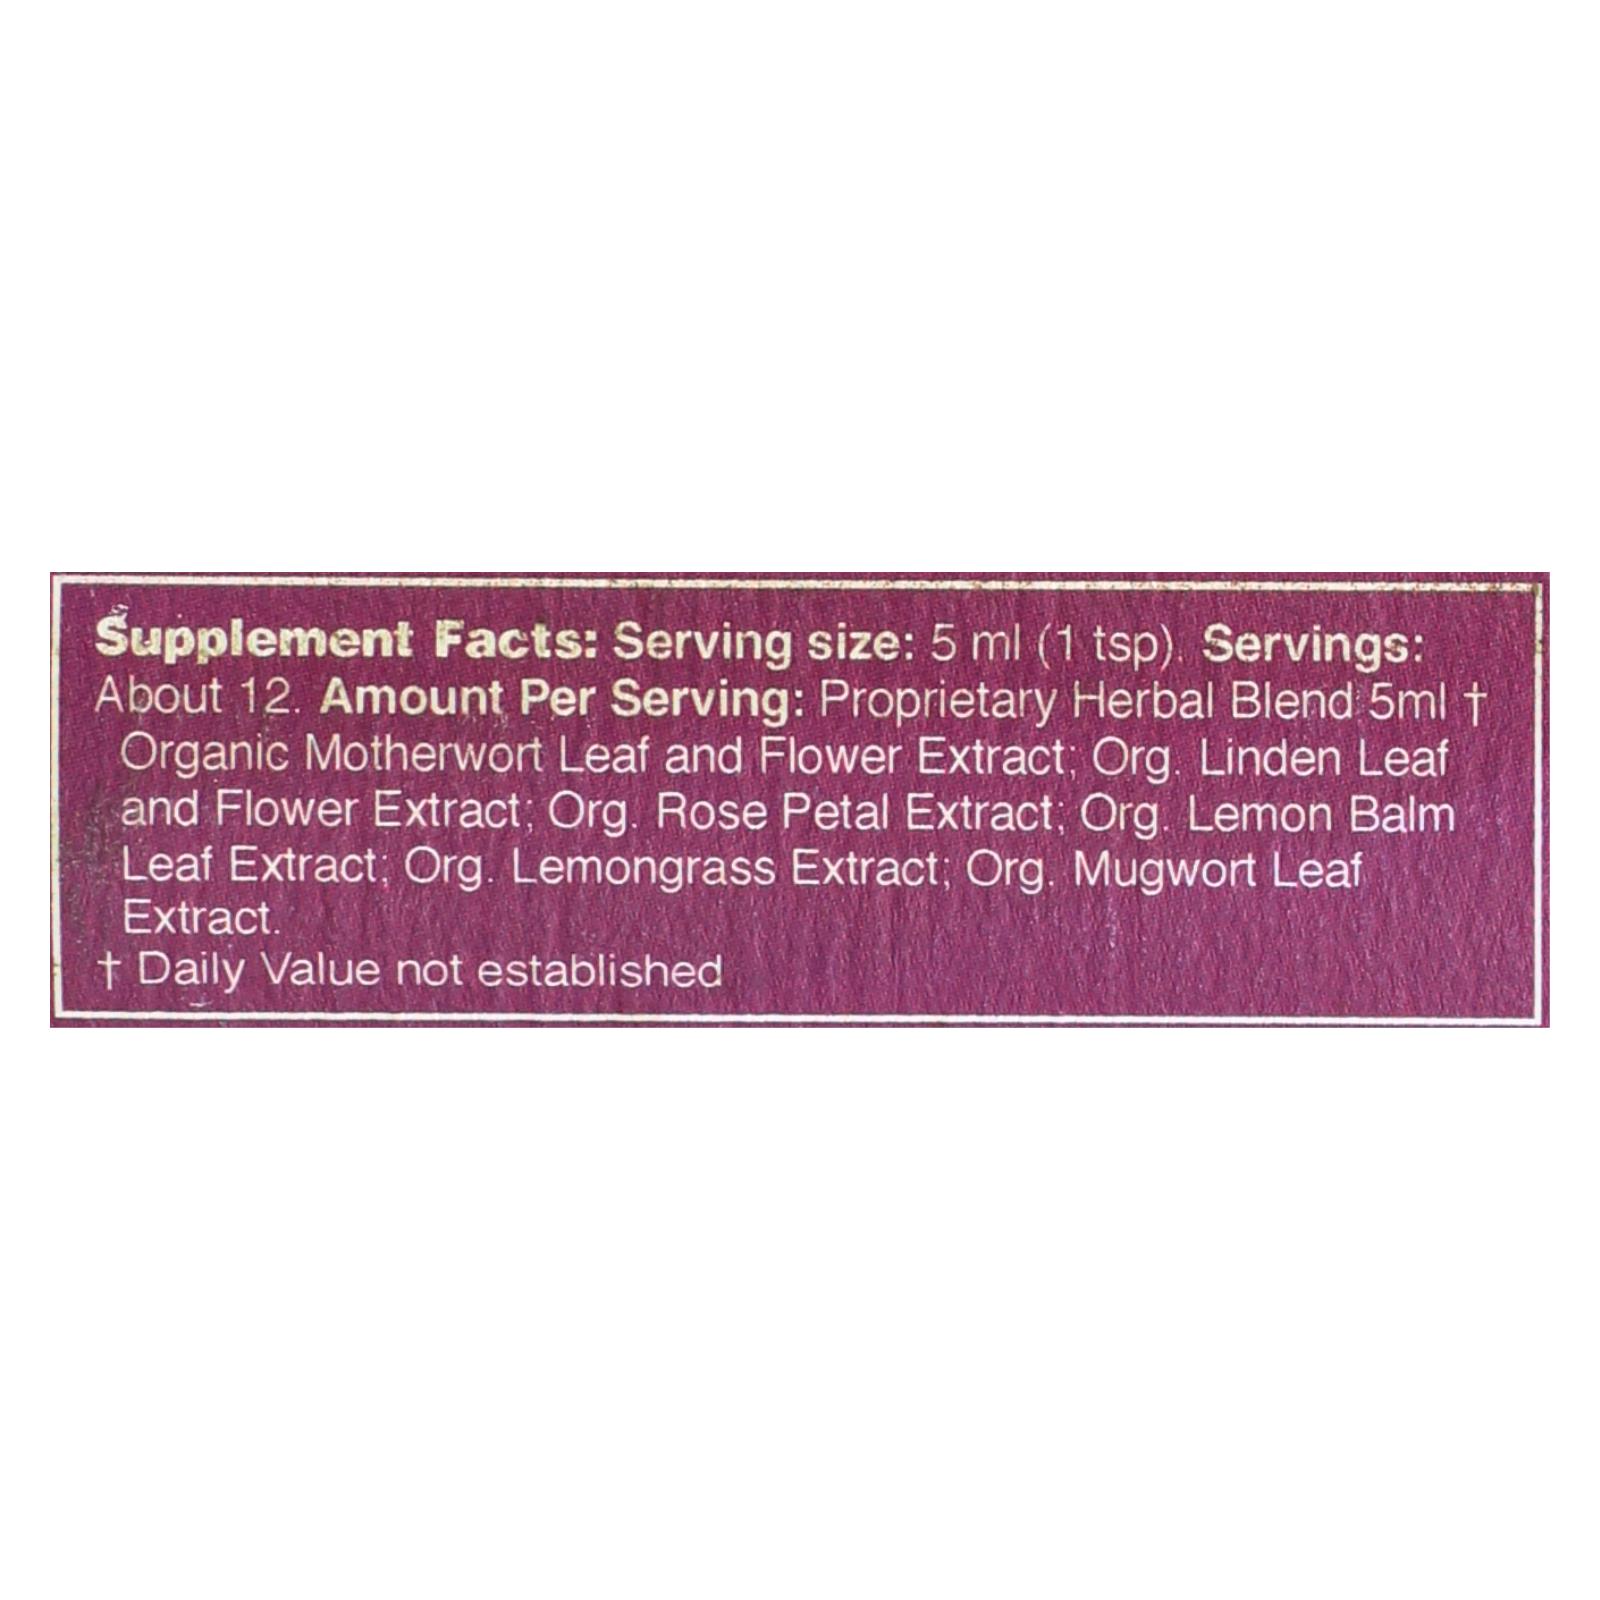 Supplement Facts: Serving size: 5 ml (1 tsp). Servings:
About 12. Amount Per Serving: Proprietary Herbal Blend 5ml †
Organic Motherwort Leaf and Flower Extract; Org. Linden Leaf
and Flower Extract; Org. Rose Petal Extract; Org. Lemon Balm
Leaf Extract; Org. Lemongrass Extract; Org. Mugwort Leaf
Extract.
† Daily Value not established